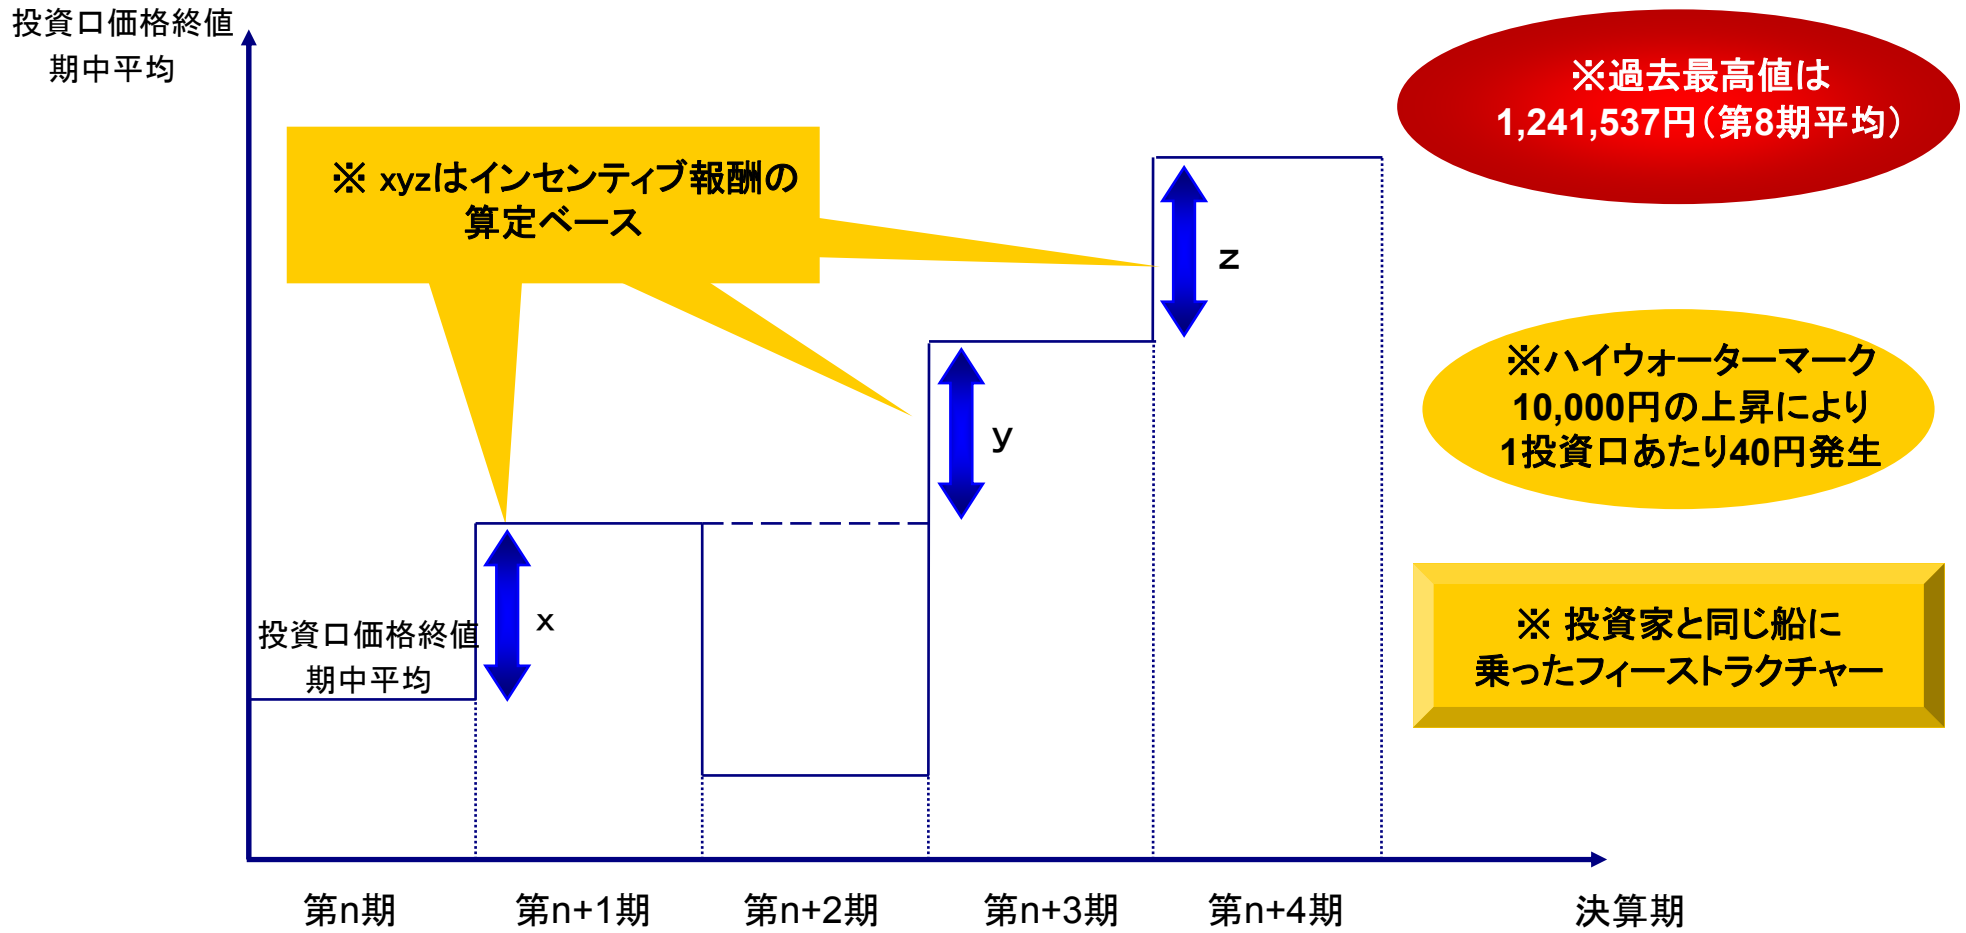 投資口価格終値
期中平均
※過去最高値は
1,241,537円（第8期平均）
※ xyzはインセンティブ報酬の
算定ベース
z
※ハイウォーターマーク
10,000円の上昇により
1投資口あたり40円発生
y
x
投資口価格終値
期中平均
※ 投資家と同じ船に
乗ったフィーストラクチャー
第n期
第n+1期
第n+2期
第n+3期
第n+4期
決算期